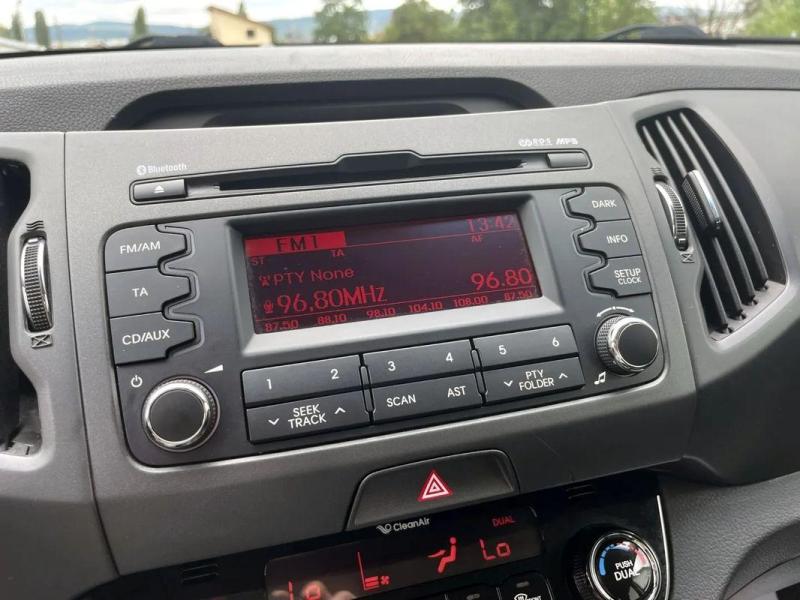 Bluetooth
MP3
FM/AM
TA
CD/AUX
FM1
13:42
ST
TA
AF
PTY None
96.80
96.80MHz
87.50 88.10 98.10 104.10 108.00 87.50
DARK
INFO
SETUP
CLOCK
1 2
3 4
5 6
SEEK
TRACK
SCAN AST
PTY
FOLDER
CleanAir
DUAL
Lo
Lo
PUSH
DUAL